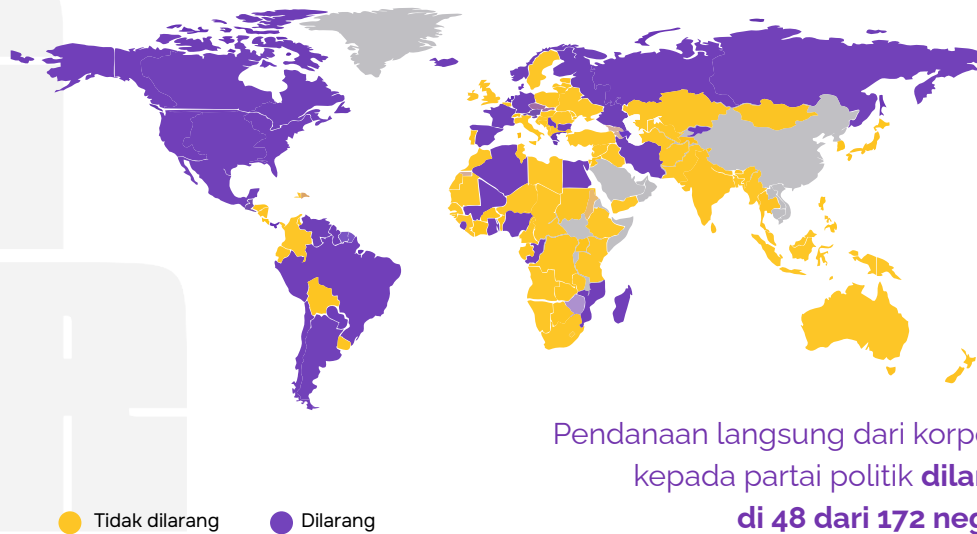 Pendanaan langsung dari korp
kepada partai politik dila
di 48 dari 172 neg
Tidak dilarang
Dilarang